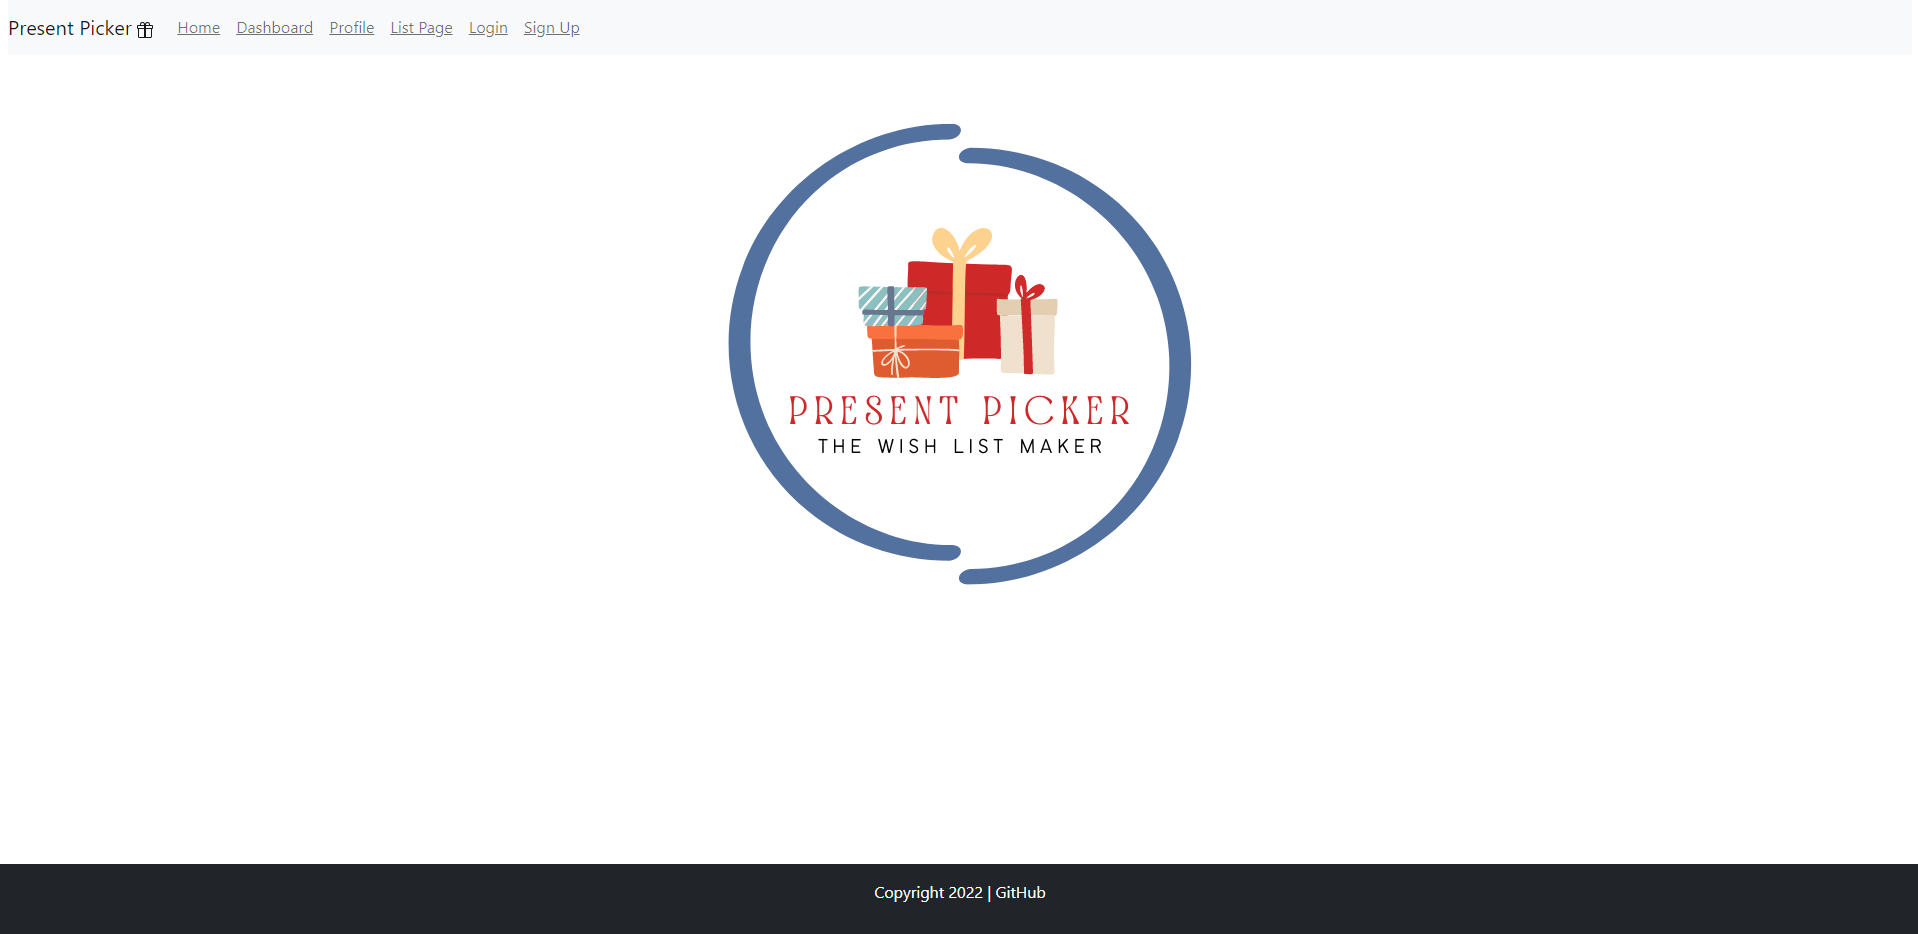 Present Picker Home Dashboard Profile List Page Login Sign Up
PRESENT PICKER
THE WISH LIST MAKER
Copyright 2022 | GitHub